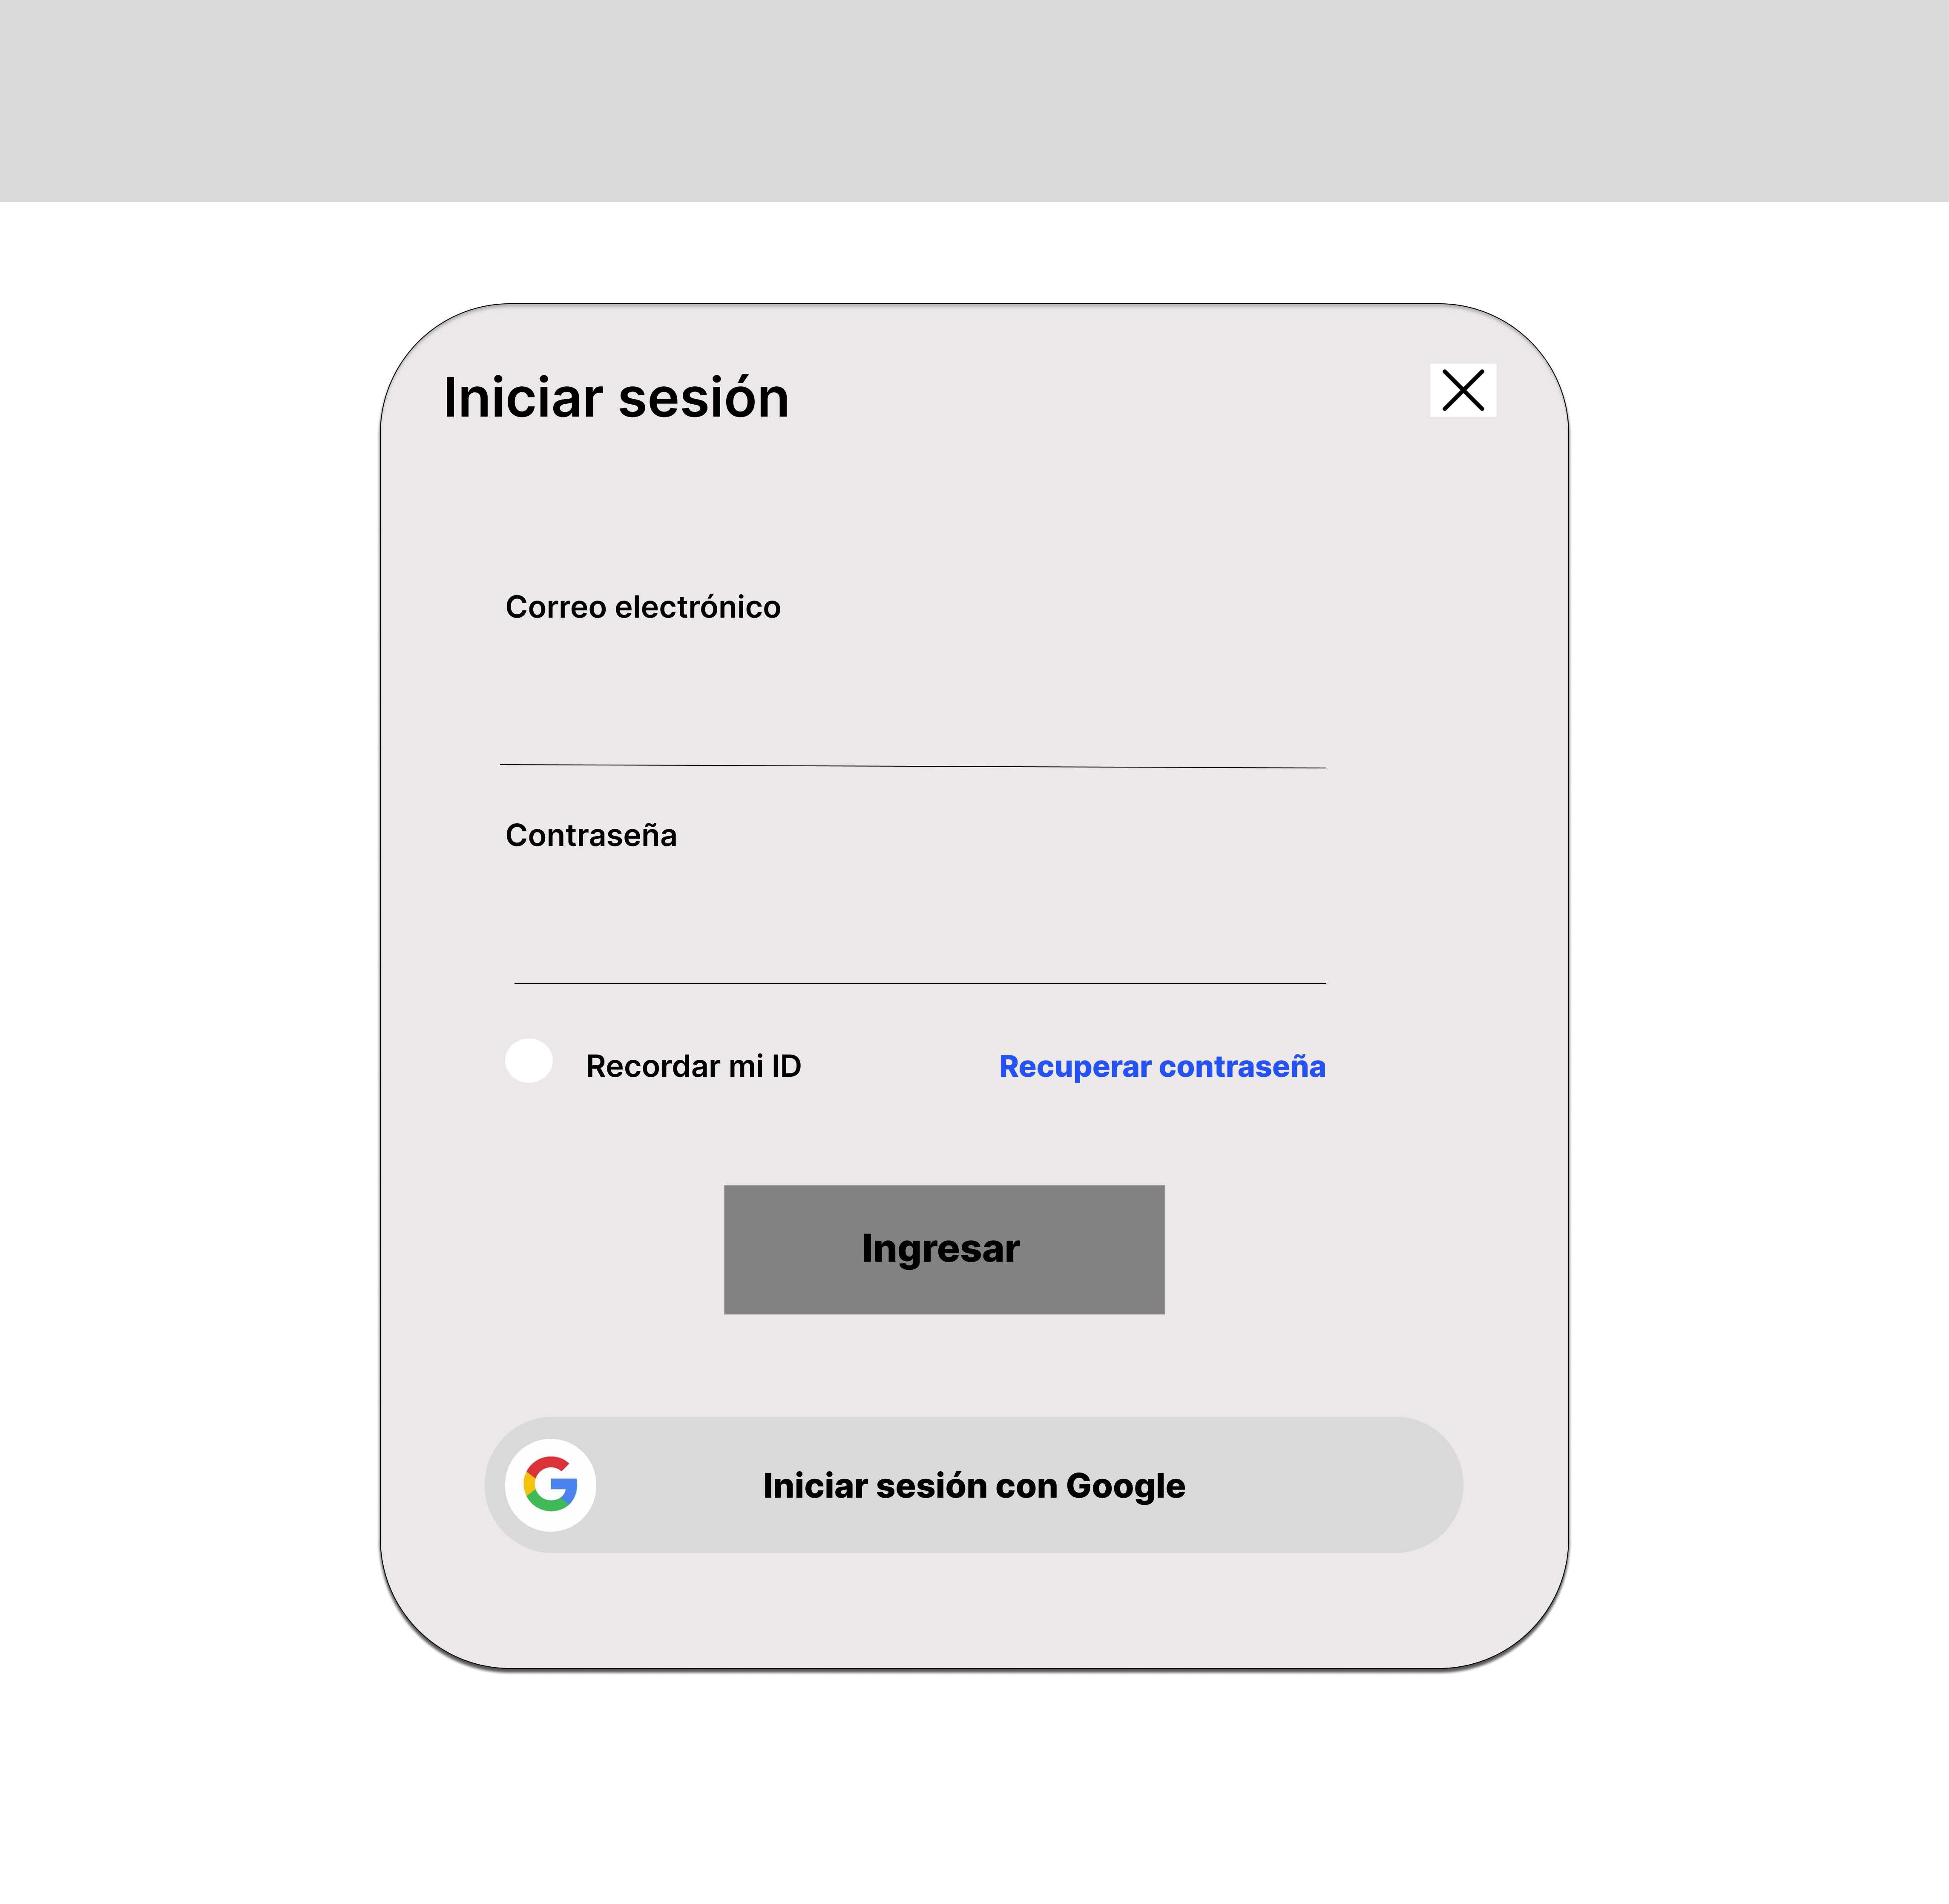 Iniciar sesión
Correo electrónico
Contraseña
Recordar mi ID
Recuperar contraseña
Ingresar
Iniciar sesión con Google